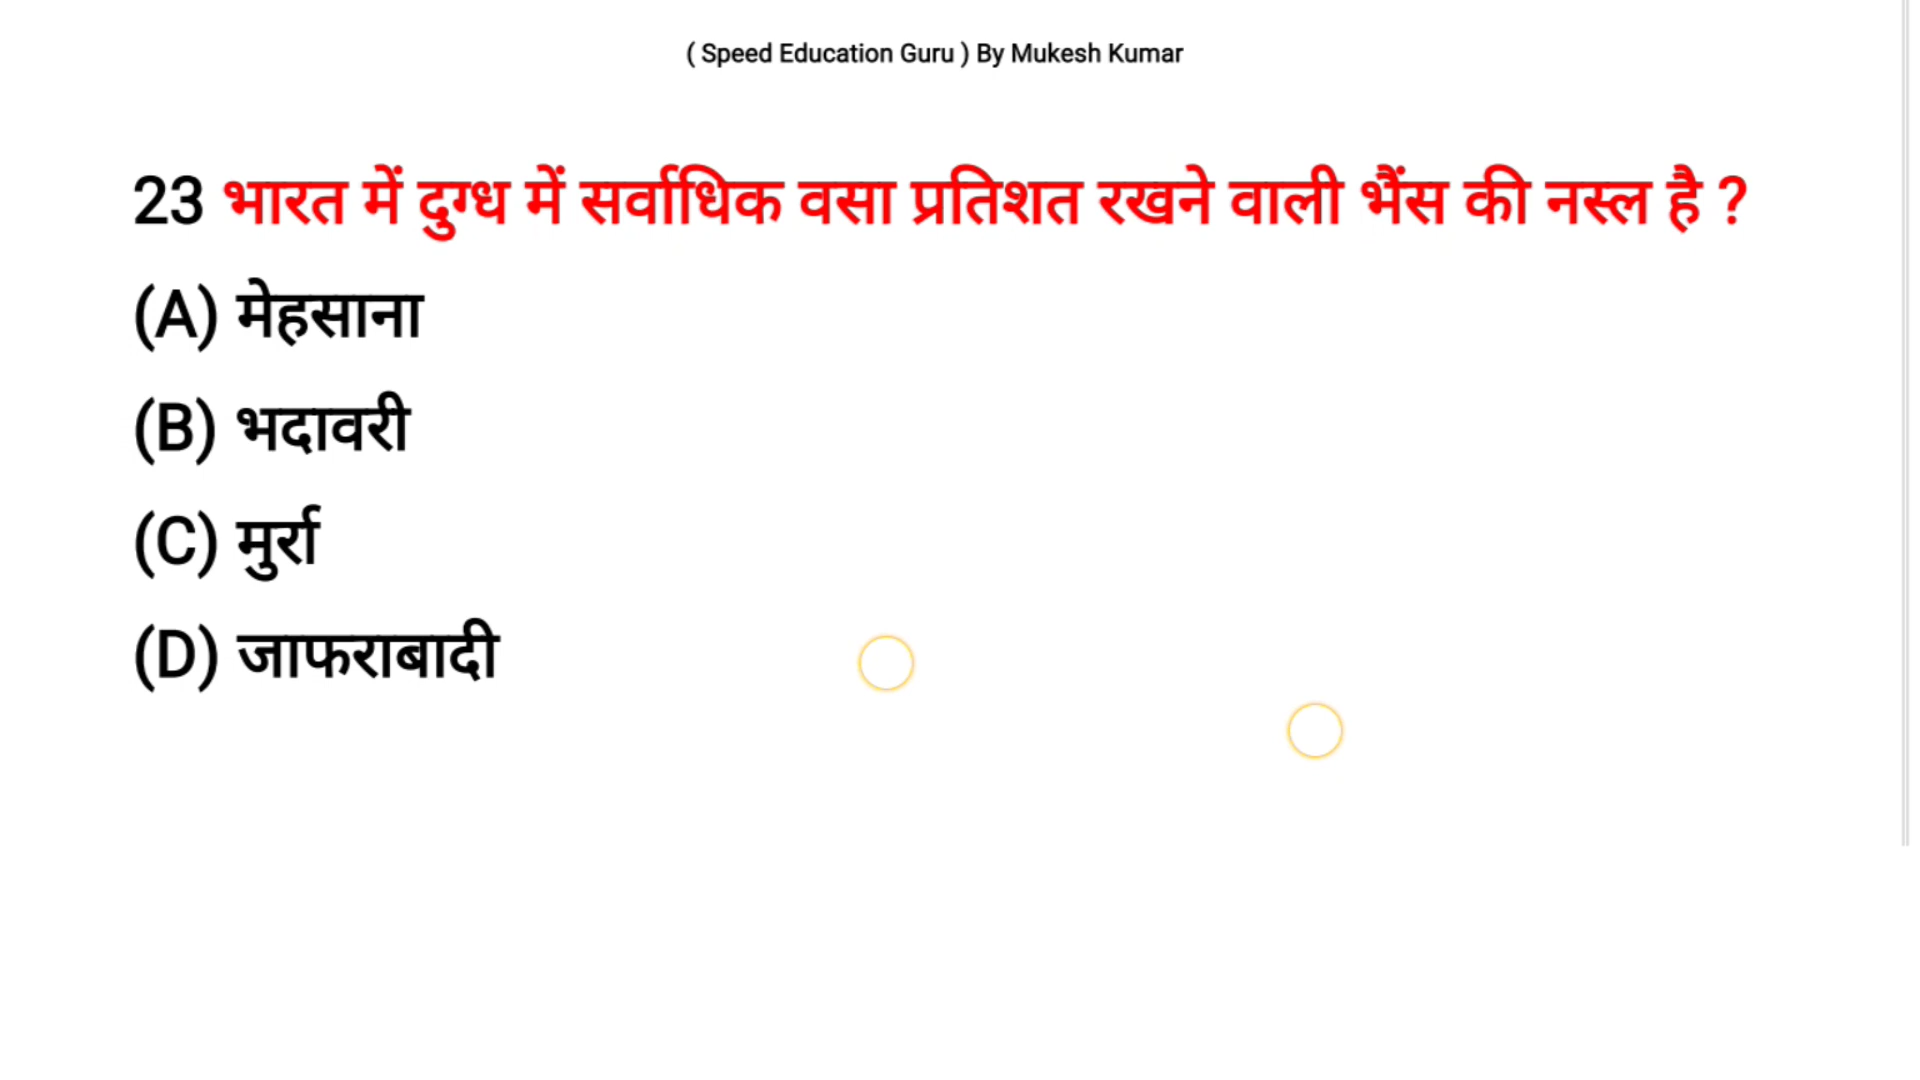 ( Speed Education Guru ) By Mukesh Kumar
23 भारत में दुग्ध में सर्वाधिक वसा प्रतिशत रखने वाली भैंस की नस्ल है ?
(A) मेहसाना
(B) भदावरी
(C) मुर्रा
(D) जाफराबादी